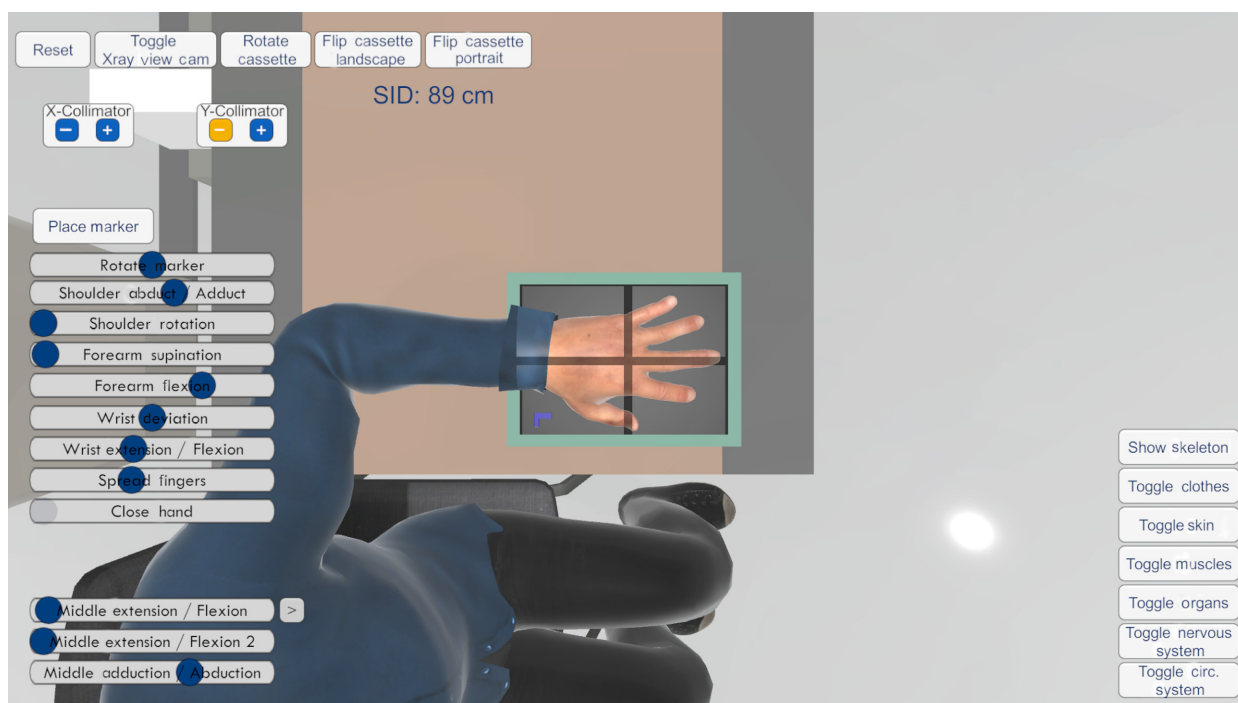 Reset
Toggle
Xray view cam
Rotate
cassette
Flip cassette
landscape
Flip cassette
portrait
SID: 89 cm
X-Collimator
− +
Y-Collimator
− +
Place marker
Rotate marker
Shoulder abduct / Adduct
Shoulder rotation
Forearm supination
Forearm flexion
Wrist deviation
Wrist extension / Flexion
Spread fingers
Close hand
Middle extension / Flexion >
Middle extension / Flexion 2
Middle adduction / Abduction
L
Show skeleton
Toggle clothes
Toggle skin
Toggle muscles
Toggle organs
Toggle nervous
system
Toggle circ.
system